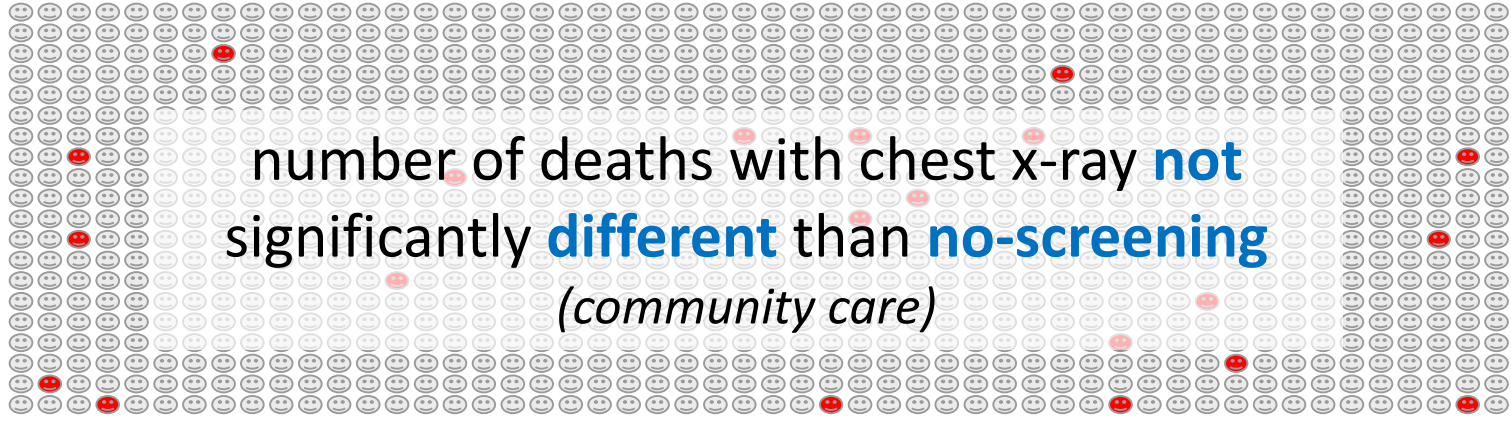 number of deaths with chest x-ray not
significantly different than no-screening
(community care)